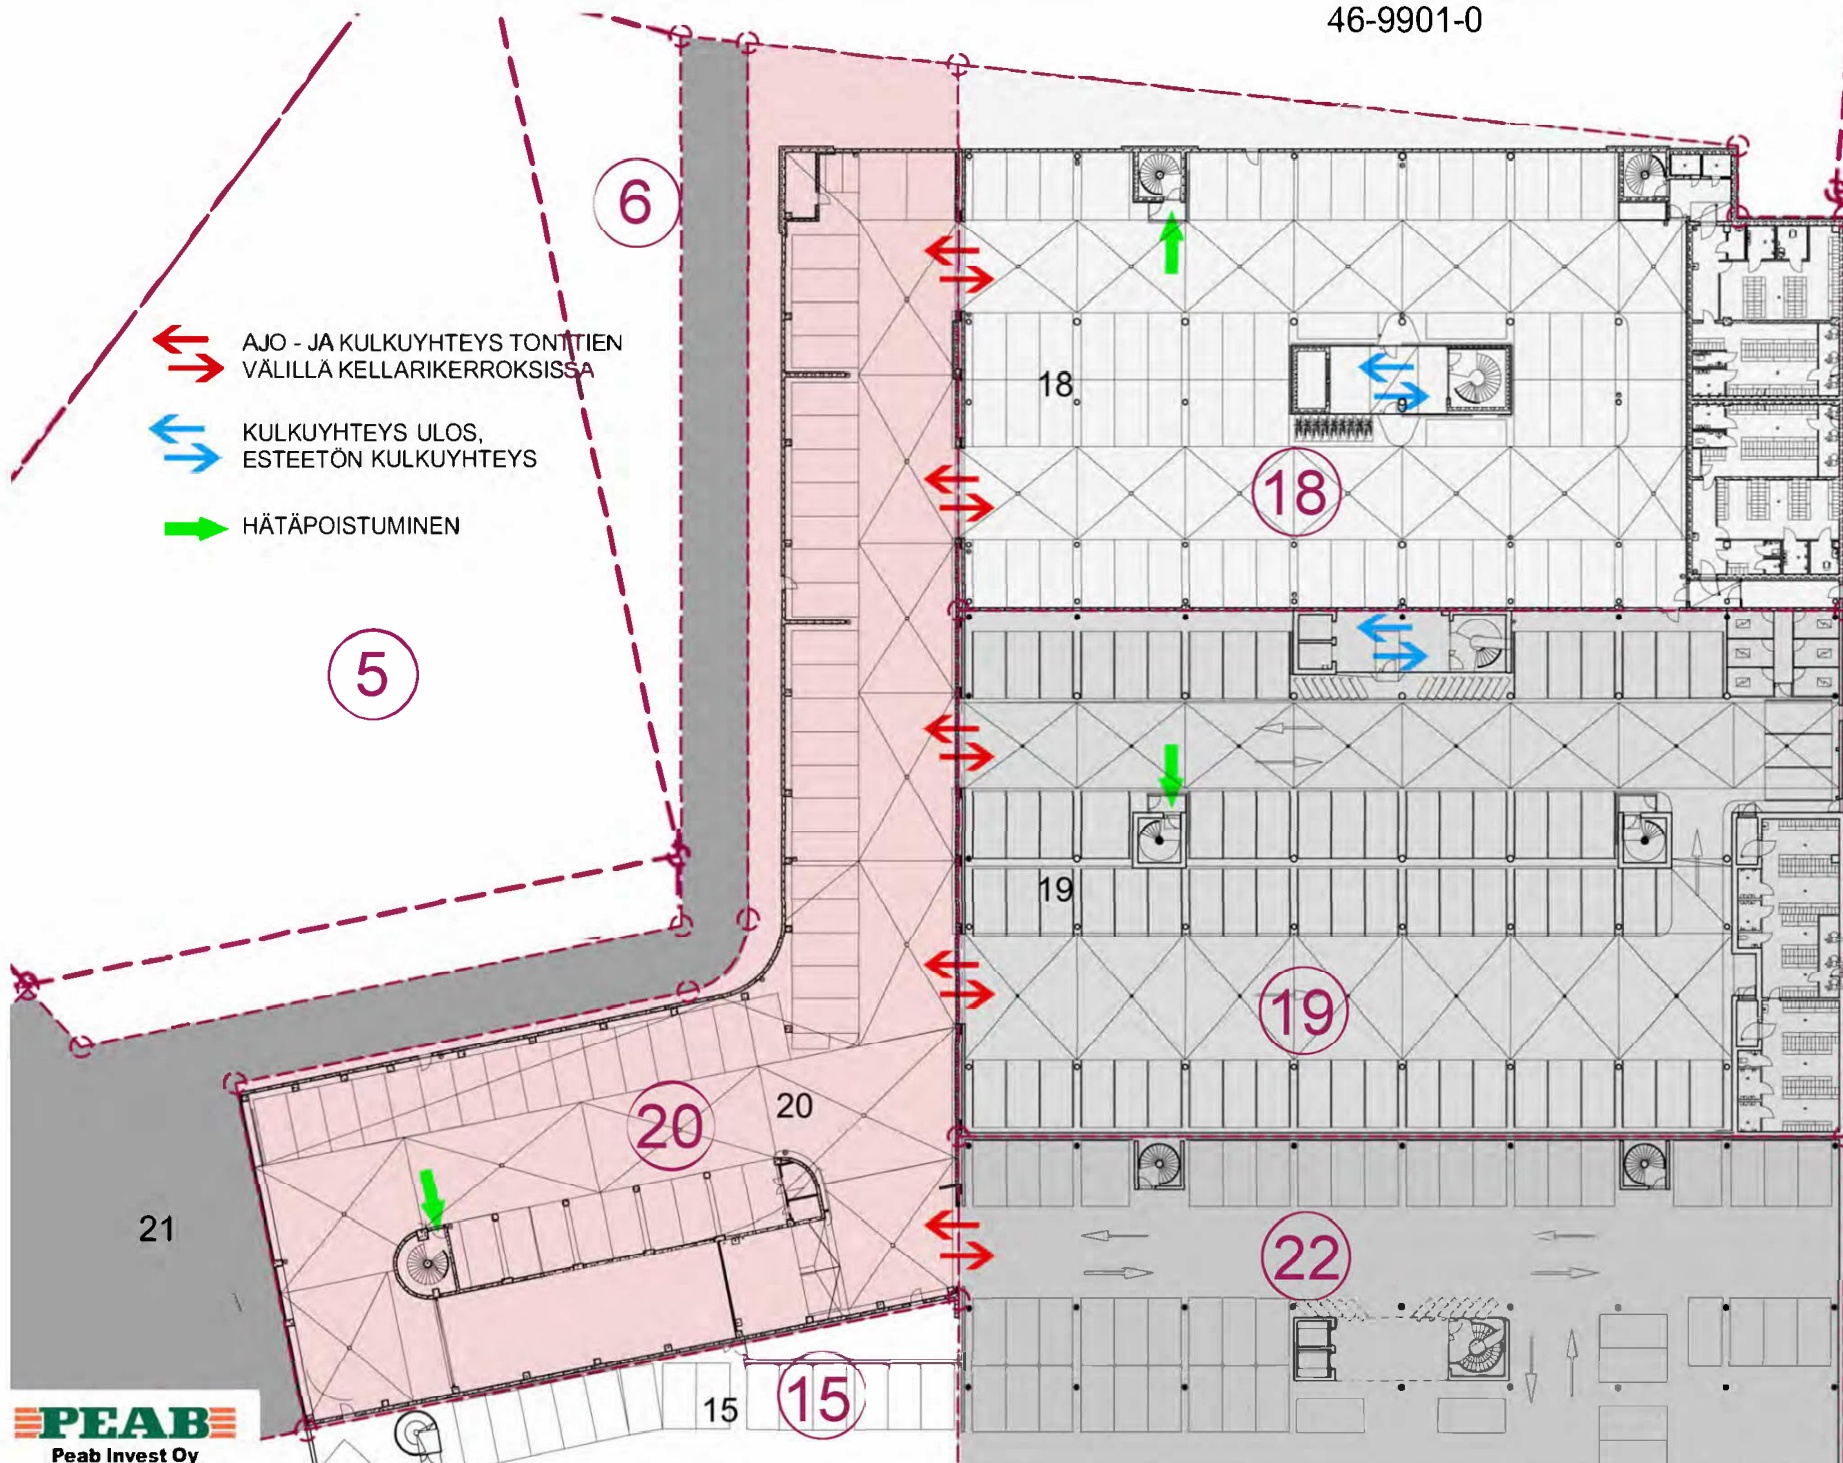 46-9901-0
6
AJO - JA KULKUYHTEYS TONTTIEN
VÄLILLÄ KELLARIKERROKSISSA
KULKUYHTEYS ULOS,
ESTEETÖN KULKUYHTEYS
HÄTÄPOISTUMINEN
18
18
5
19
19
20
20
21
22
15
15
PEAB
Peab Invest Oy